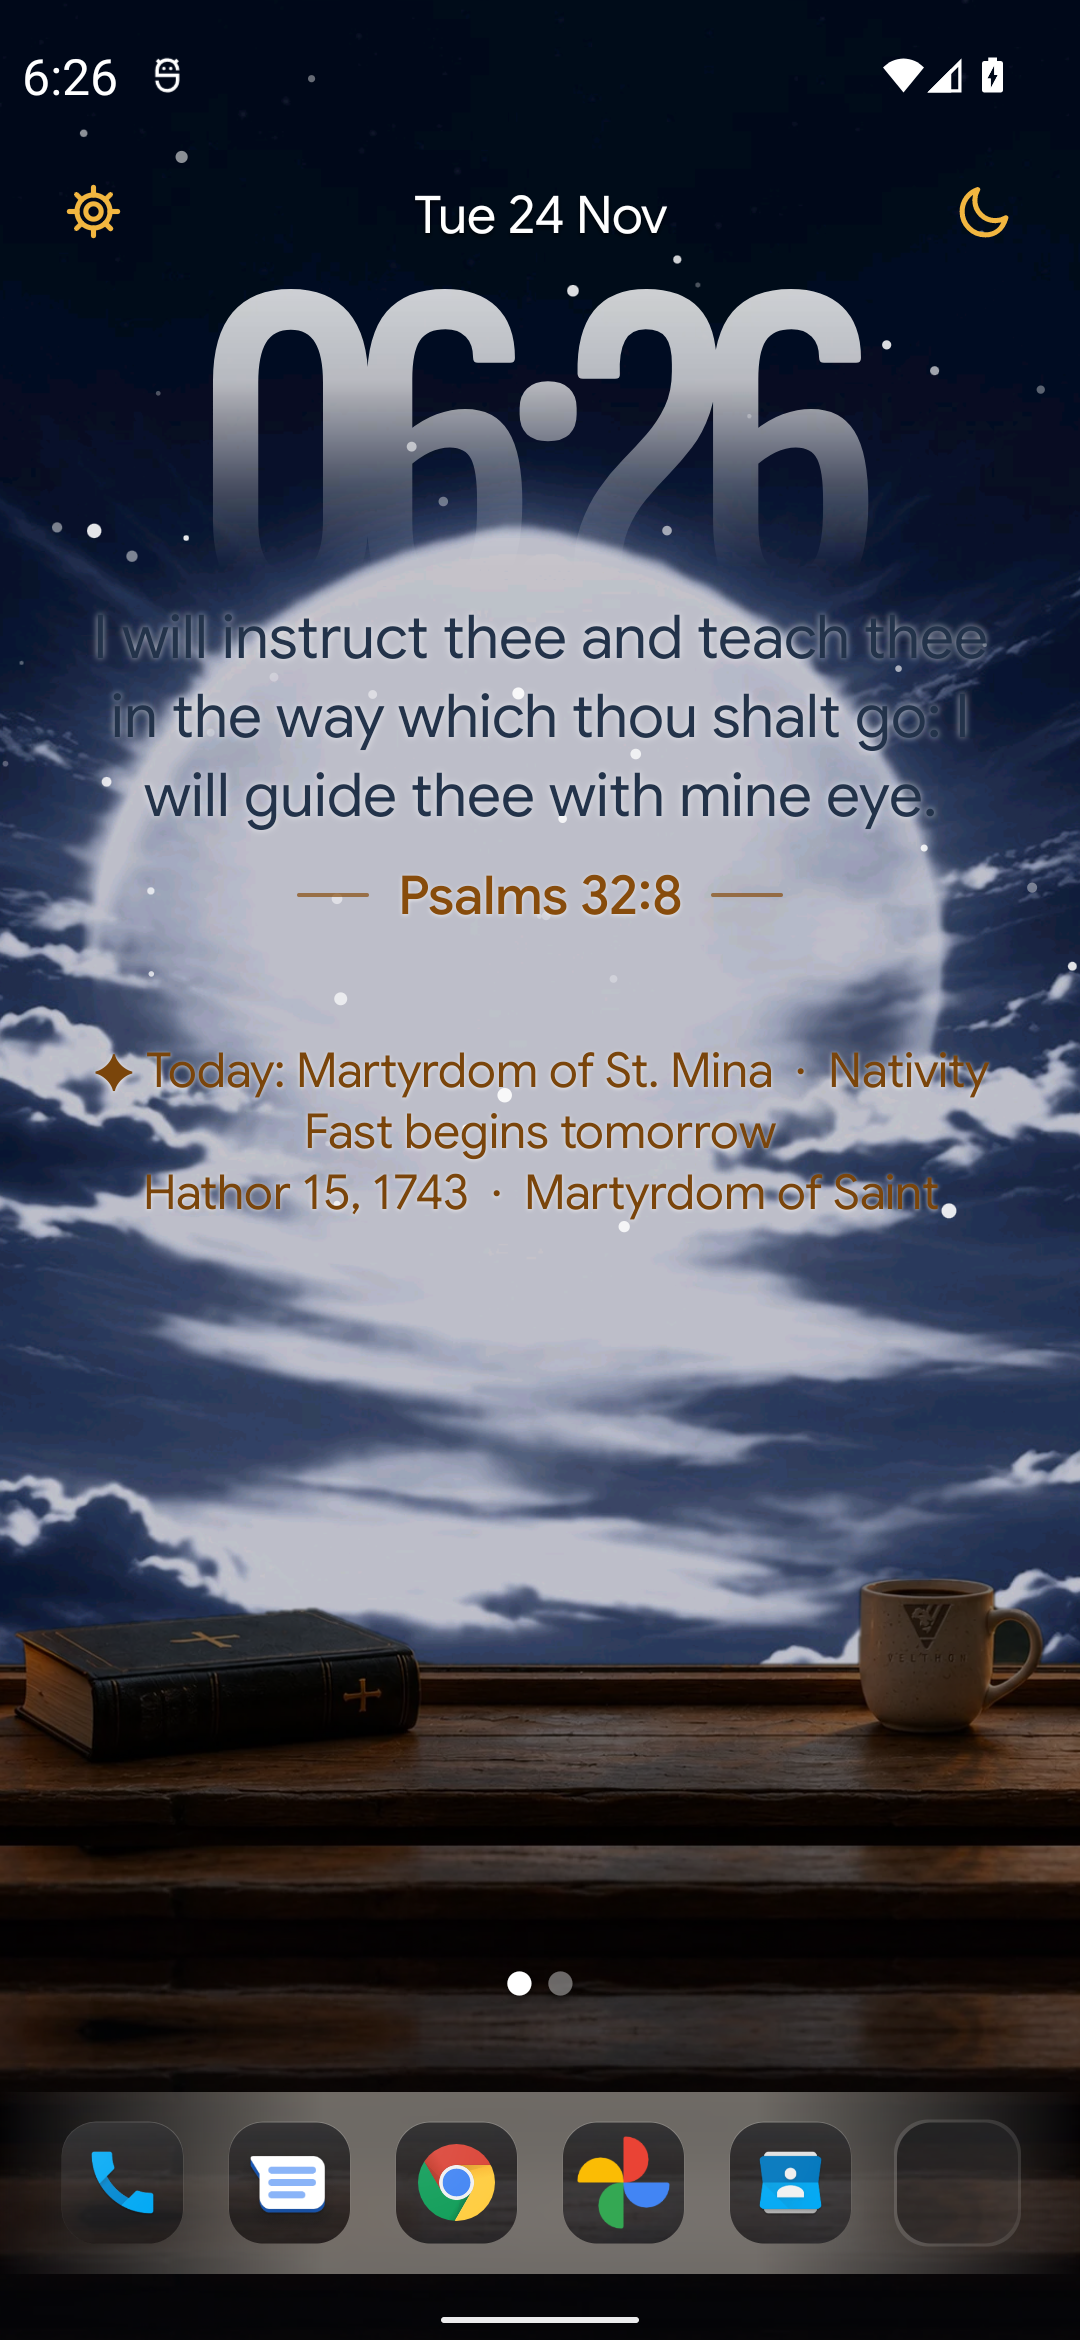 6:26
Tue 24 Nov
06:26
I will instruct thee and teach thee
in the way which thou shalt go: I
will guide thee with mine eye.
Psalms 32:8
Today: Martyrdom of St. Mina · Nativity
Fast begins tomorrow
Hathor 15, 1743 · Martyrdom of Saint
VELTHON